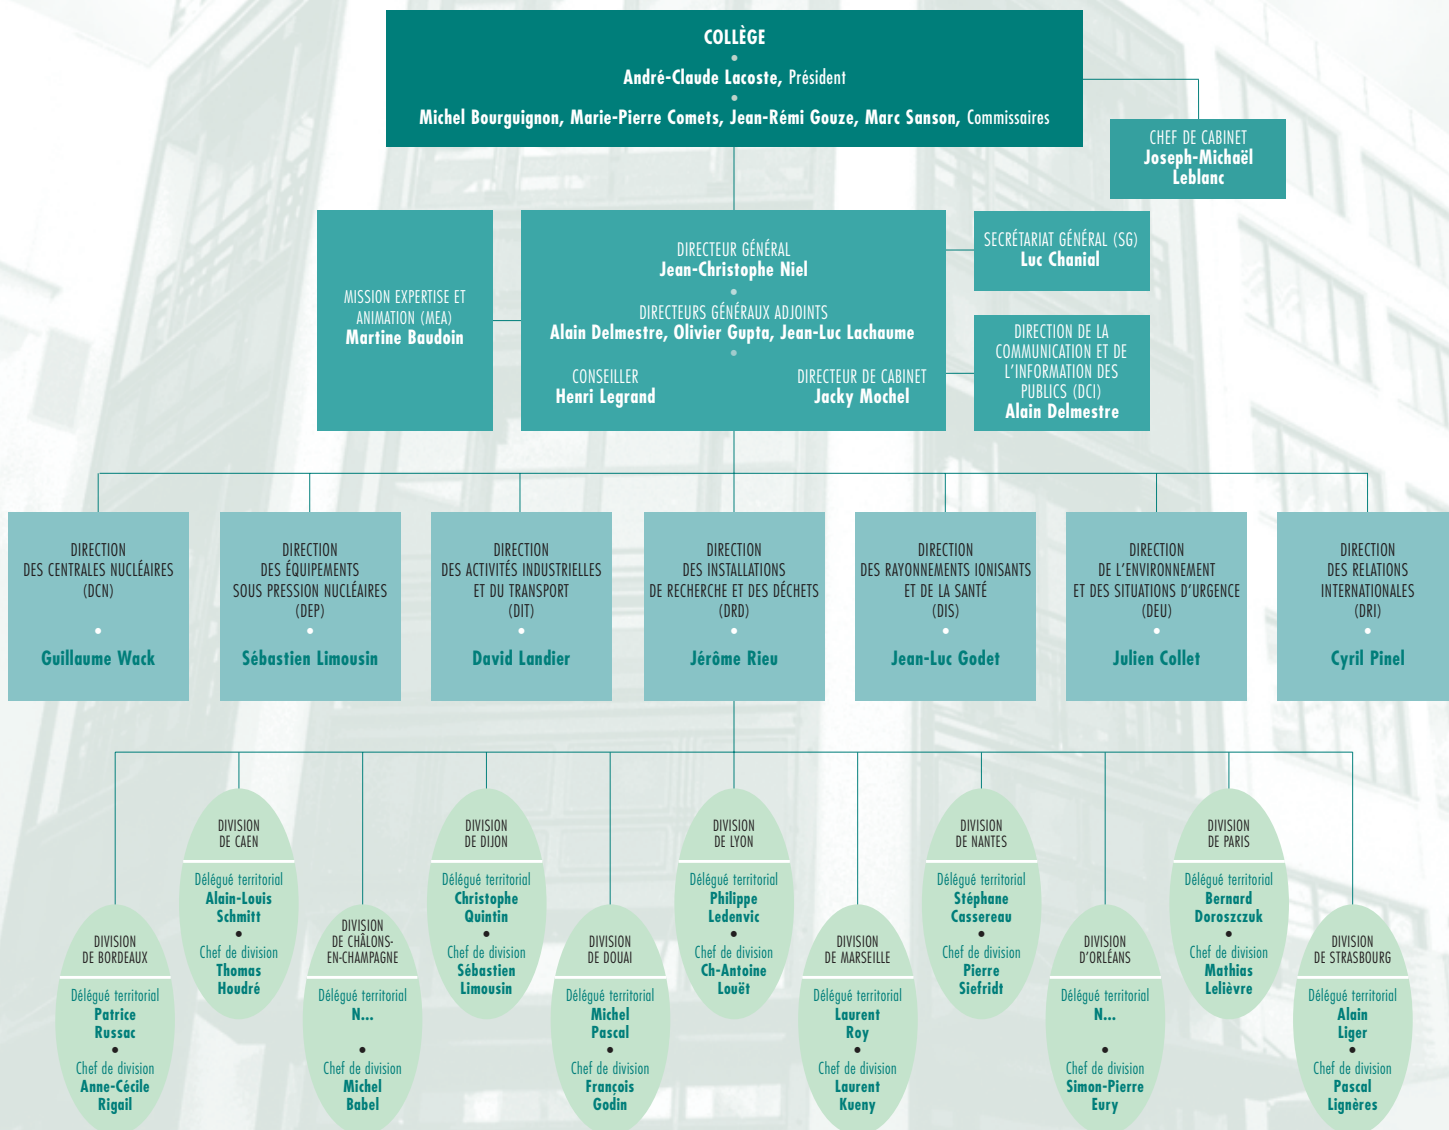 COLLÈGE
André-Claude Lacoste, Président
Michel Bourguignon, Marie-Pierre Comets, Jean-Rémi Gouze, Marc Sanson, Commissaires
CHEF DE CABINET
Joseph-Michaël
Leblanc
MISSION EXPERTISE ET
ANIMATION (MEA)
Martine Baudoin
DIRECTEUR GÉNÉRAL
Jean-Christophe Niel
DIRECTEURS GÉNÉRAUX ADJOINTS
Alain Delmestre, Olivier Gupta, Jean-Luc Lachaume
CONSEILLER
Henri Legrand
DIRECTEUR DE CABINET
Jacky Mochel
SECRÉTARIAT GÉNÉRAL (SG)
Luc Chanial
DIRECTION DE LA
COMMUNICATION ET DE
L'INFORMATION DES
PUBLICS (DCI)
Alain Delmestre
DIRECTION
DES CENTRALES NUCLÉAIRES
(DCN)
Guillaume Wack
DIRECTION
DES ÉQUIPEMENTS
SOUS PRESSION NUCLÉAIRES
(DEP)
Sébastien Limousin
DIRECTION
DES ACTIVITÉS INDUSTRIELLES
ET DU TRANSPORT
(DIT)
David Landier
DIRECTION
DES INSTALLATIONS
DE RECHERCHE ET DES DÉCHETS
(DRD)
Jérôme Rieu
DIRECTION
DES RAYONNEMENTS IONISANTS
ET DE LA SANTÉ
(DIS)
Jean-Luc Godet
DIRECTION
DE L'ENVIRONNEMENT
ET DES SITUATIONS D'URGENCE
(DEU)
Julien Collet
DIRECTION
DES RELATIONS
INTERNATIONALES
(DRI)
Cyril Pinel
DIVISION
DE BORDEAUX
Délégué territorial
Patrice
Russac
Chef de division
Anne-Cécile
Rigail
DIVISION
DE CAEN
Délégué territorial
Alain-Louis
Schmitt
Chef de division
Thomas
Houdré
DIVISION
DE CHÂLONS-
EN-CHAMPAGNE
Délégué territorial
N...
Chef de division
Michel
Babel
DIVISION
DE DIJON
Délégué territorial
Christophe
Quintin
Chef de division
Sébastien
Limousin
DIVISION
DE DOUAI
Délégué territorial
Michel
Pascal
Chef de division
François
Godin
DIVISION
DE LYON
Délégué territorial
Philippe
Ledenvic
Chef de division
Ch-Antoine
Louët
DIVISION
DE MARSEILLE
Délégué territorial
Laurent
Roy
Chef de division
Laurent
Kueny
DIVISION
DE NANTES
Délégué territorial
Stéphane
Cassereau
Chef de division
Pierre
Siefridt
DIVISION
D'ORLÉANS
Délégué territorial
N...
Chef de division
Simon-Pierre
Eury
DIVISION
DE PARIS
Délégué territorial
Bernard
Doroszczuk
Chef de division
Mathias
Lelièvre
DIVISION
DE STRASBOURG
Délégué territorial
Alain
Liger
Chef de division
Pascal
Lignères